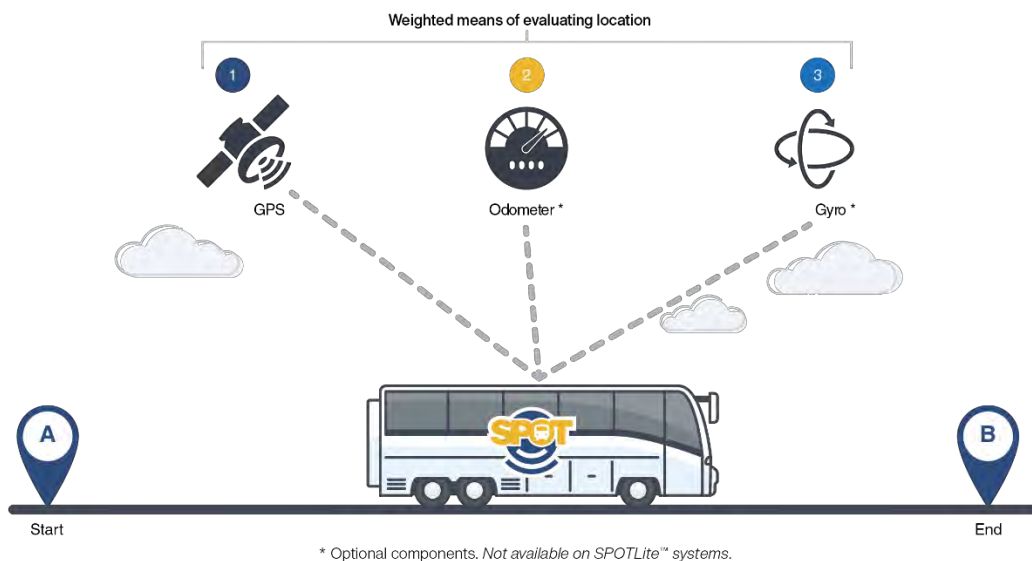 Weighted means of evaluating location
1
2
3
GPS
Odometer *
Gyro *
SPOT
A
B
Start
End
* Optional components. Not available on SPOTLite™ systems.